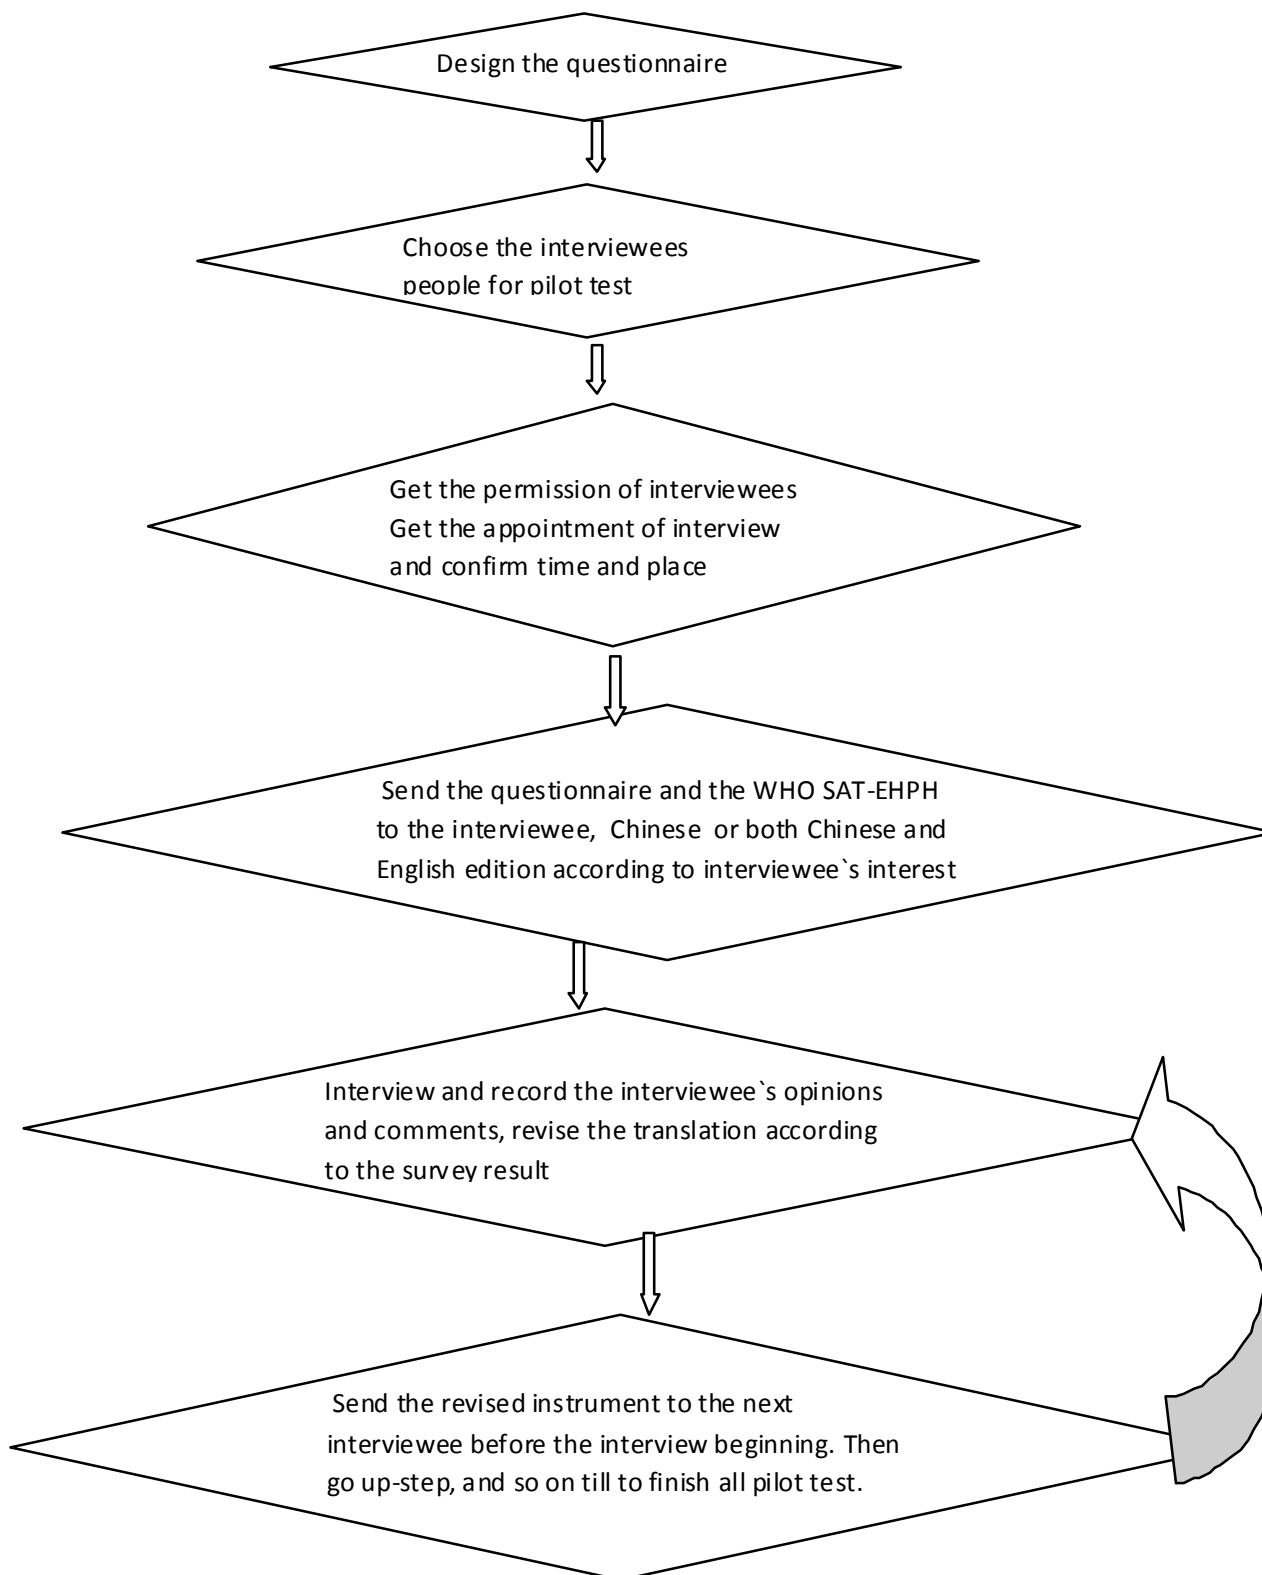 Design the questionnaire
Choose the interviewees
people for pilot test
Get the permission of interviewees
Get the appointment of interview
and confirm time and place
Send the questionnaire and the WHO SAT-EHPH
to the interviewee, Chinese or both Chinese and
English edition according to interviewee`s interest
Interview and record the interviewee`s opinions
and comments, revise the translation according
to the survey result
Send the revised instrument to the next
interviewee before the interview beginning. Then
go up-step, and so on till to finish all pilot test.